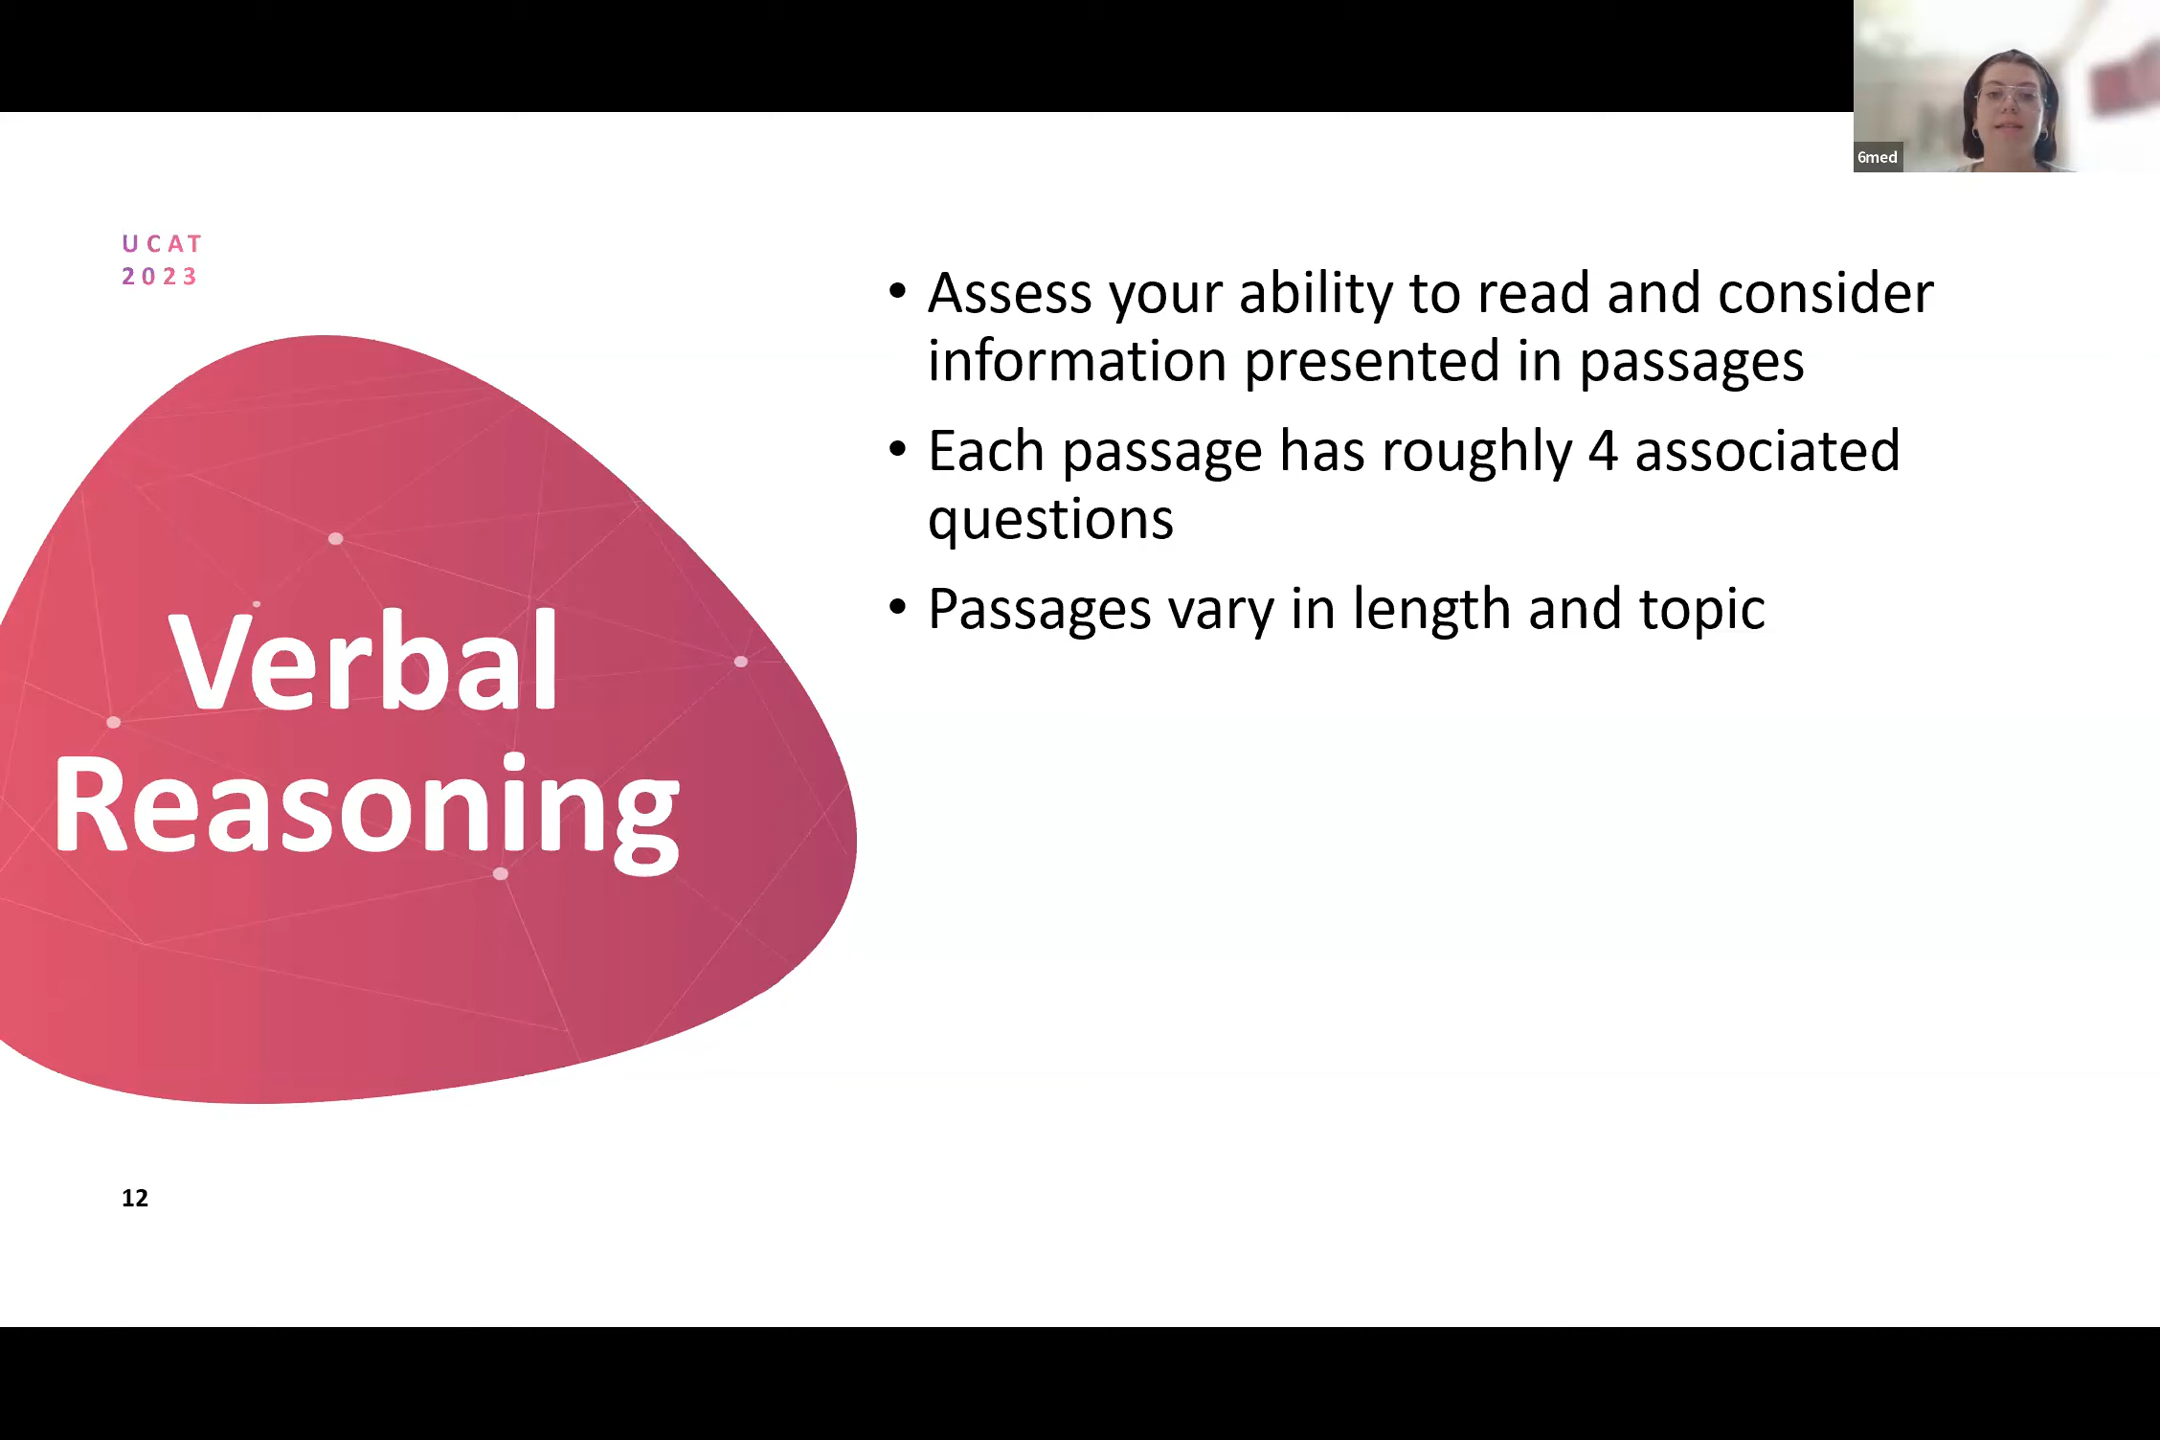 6med
UCAT
2023
Verbal
Reasoning
• Assess your ability to read and consider
information presented in passages
• Each passage has roughly 4 associated
questions
• Passages vary in length and topic
12